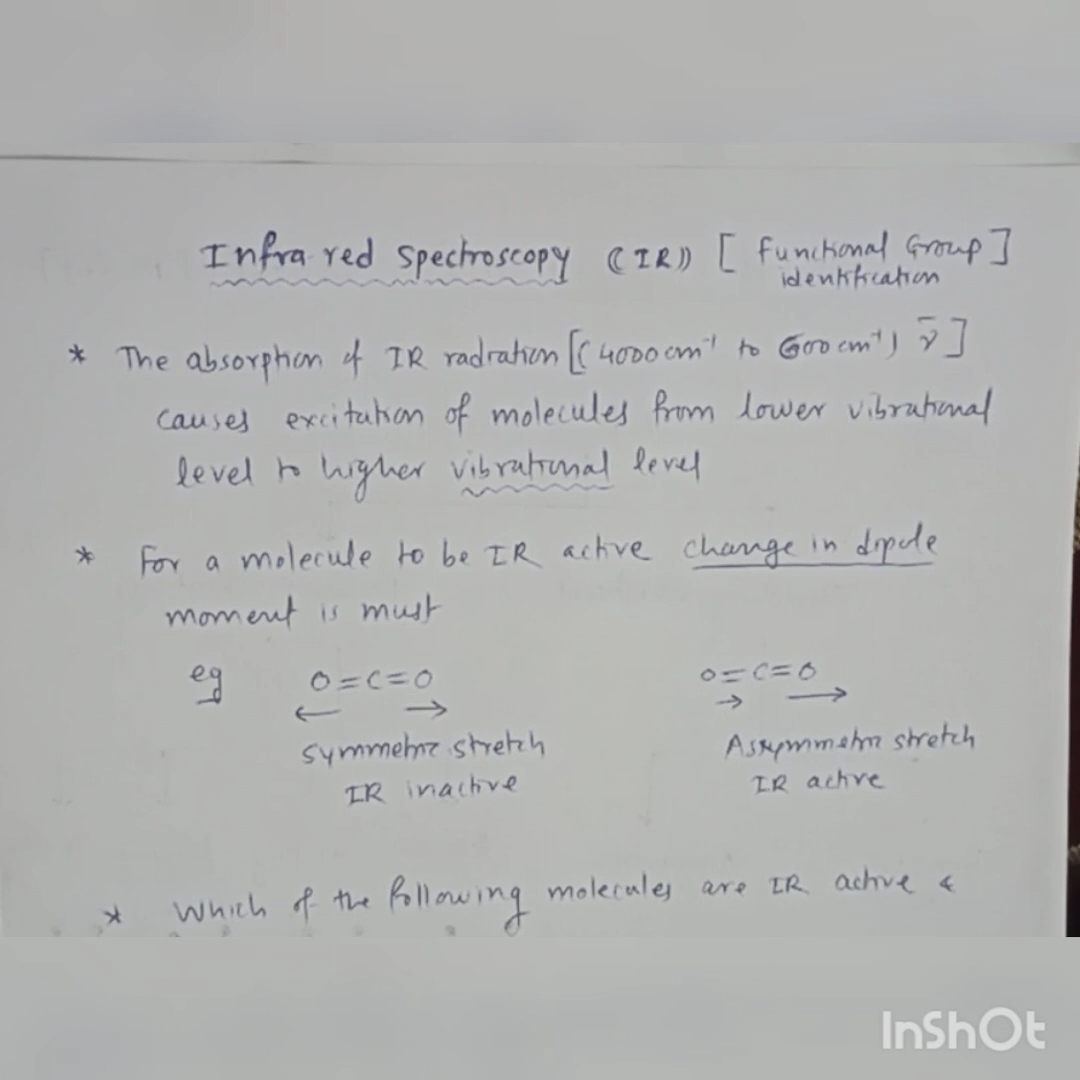 Infra red spectroscopy (IR) [Functional Group]
identification
* The absorption of IR radiation [(4000 cm⁻¹ to 600 cm⁻¹) ν̄]
causes excitation of molecules from lower vibrational
level to higher vibrational level
* For a molecule to be IR active change in dipole
moment is must
eg O=C=O O=C=O
← → → →
symmetric stretch Assymmetric stretch
IR inactive IR active
* Which of the following molecules are IR active &
InShOt